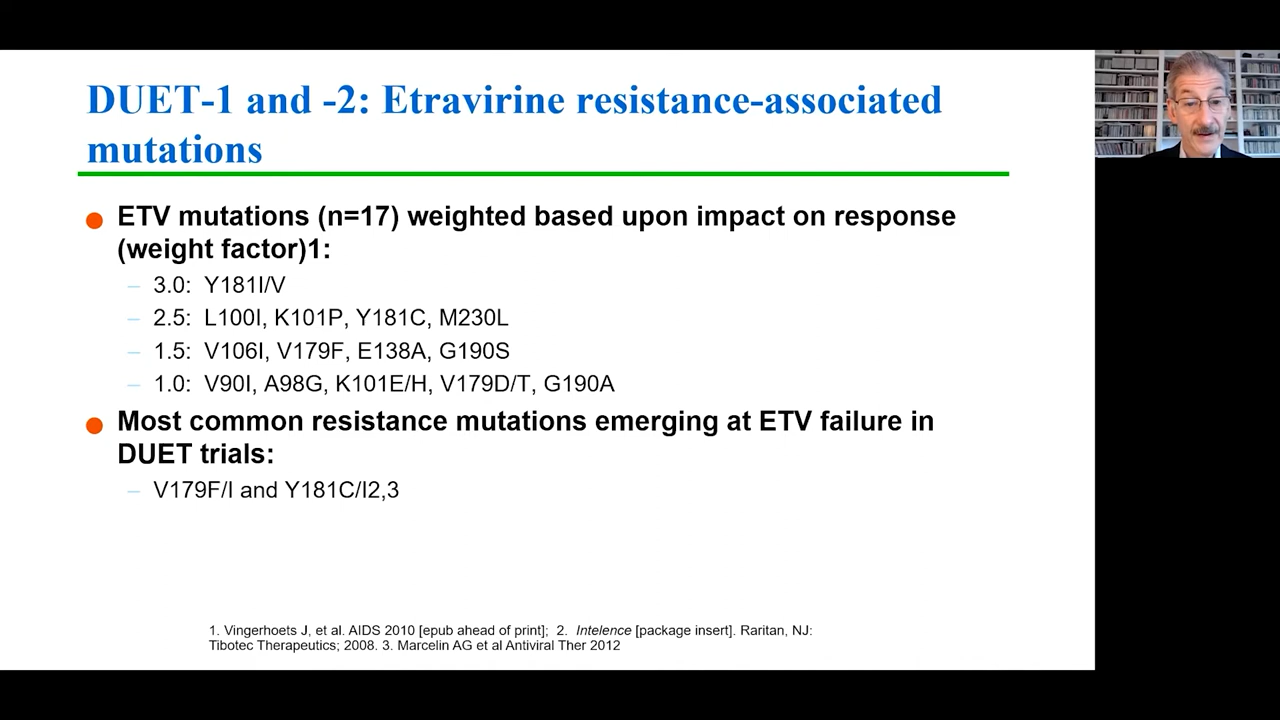 DUET-1 and -2: Etravirine resistance-associated
mutations
ETV mutations (n=17) weighted based upon impact on response
(weight factor)1:
– 3.0: Y181I/V
– 2.5: L100I, K101P, Y181C, M230L
– 1.5: V106I, V179F, E138A, G190S
– 1.0: V90I, A98G, K101E/H, V179D/T, G190A
Most common resistance mutations emerging at ETV failure in
DUET trials:
– V179F/I and Y181C/I2,3
1. Vingerhoets J, et al. AIDS 2010 [epub ahead of print]; 2. Intelence [package insert]. Raritan, NJ:
Tibotec Therapeutics; 2008. 3. Marcelin AG et al Antiviral Ther 2012